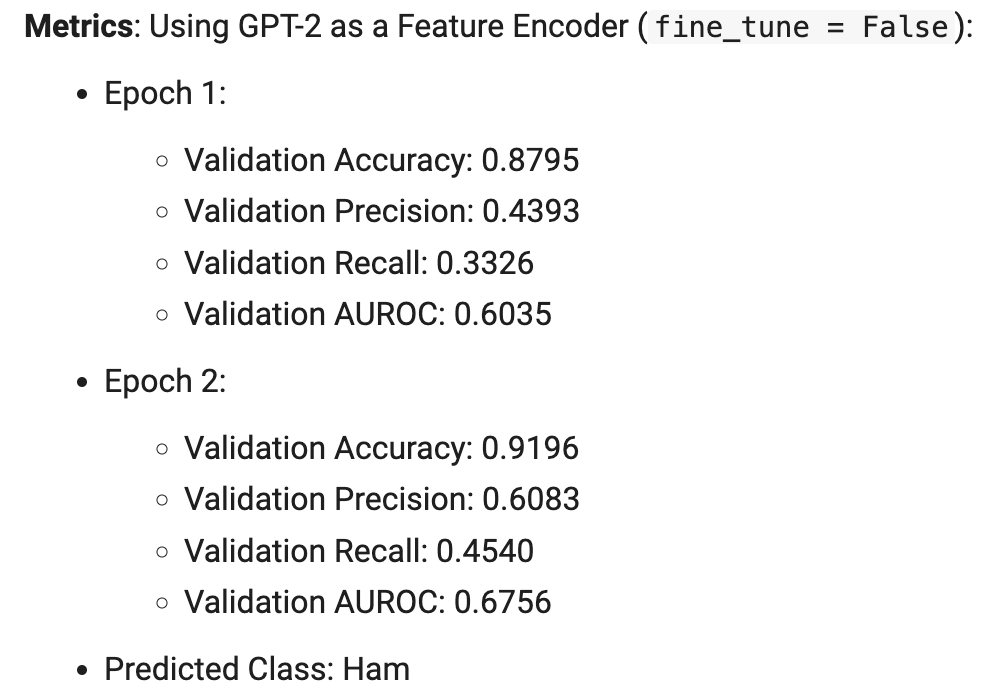 Metrics: Using GPT-2 as a Feature Encoder (fine_tune = False):
• Epoch 1:
◦ Validation Accuracy: 0.8795
◦ Validation Precision: 0.4393
◦ Validation Recall: 0.3326
◦ Validation AUROC: 0.6035
• Epoch 2:
◦ Validation Accuracy: 0.9196
◦ Validation Precision: 0.6083
◦ Validation Recall: 0.4540
◦ Validation AUROC: 0.6756
• Predicted Class: Ham